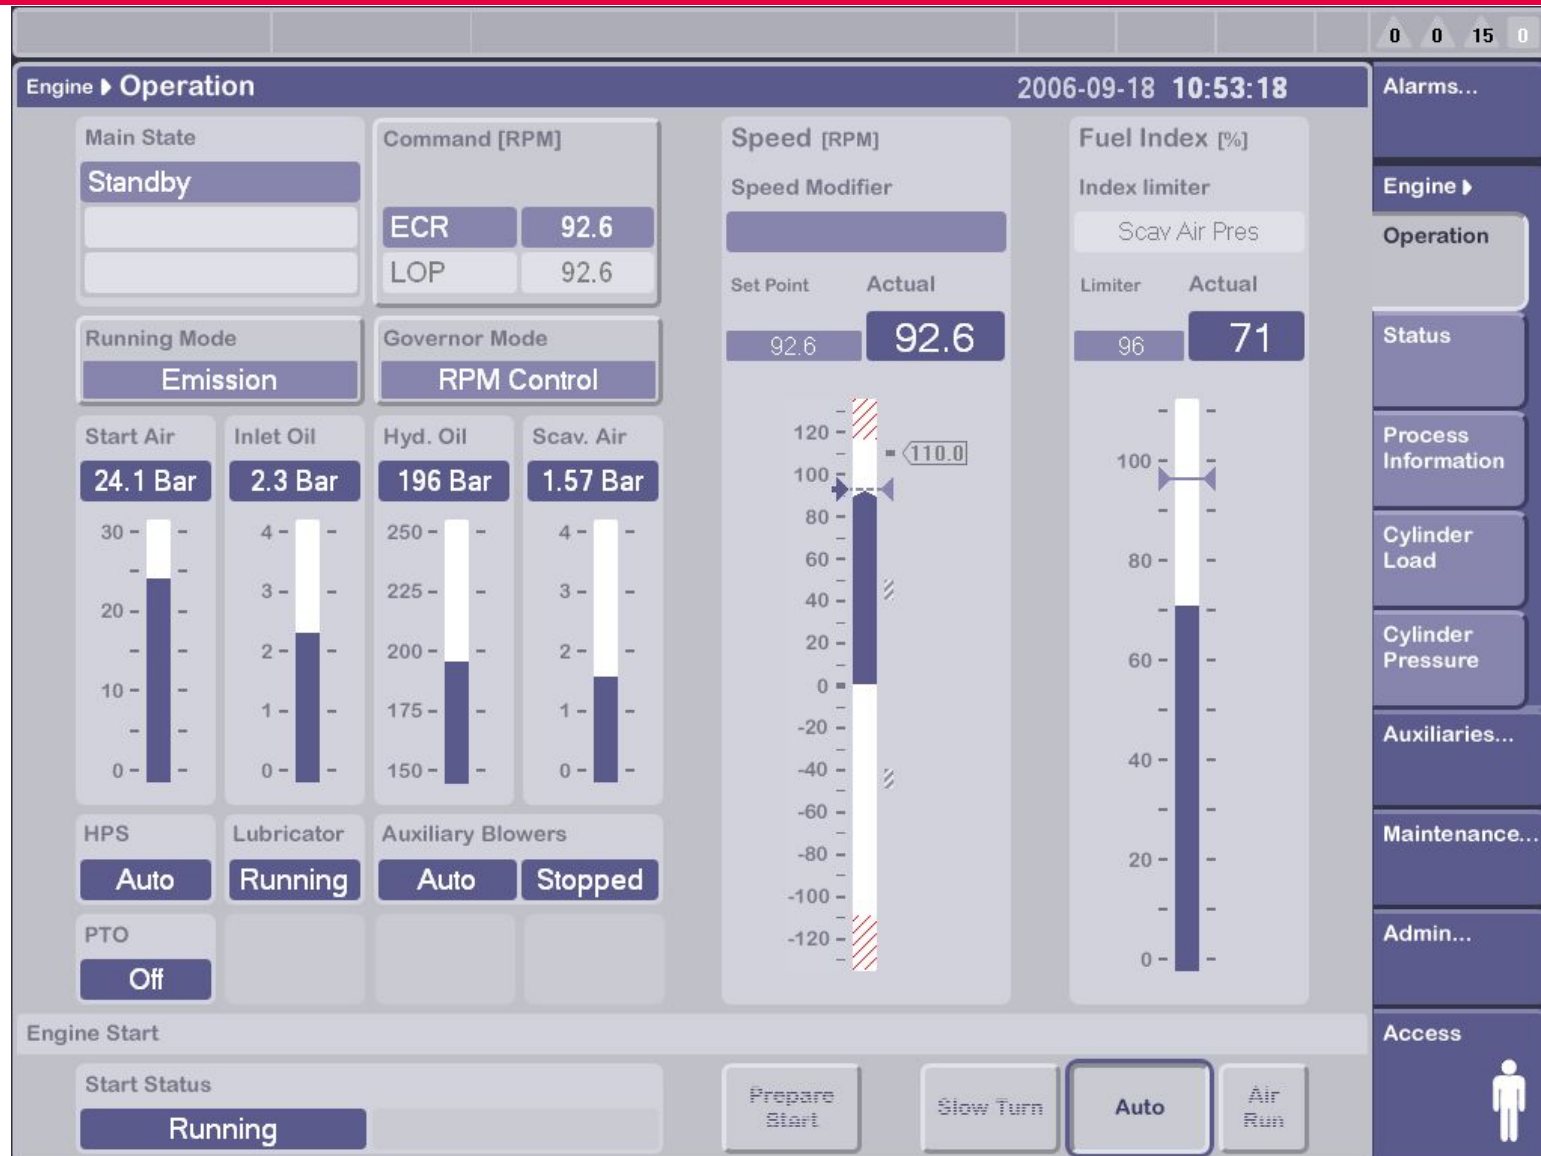 0 0 15 0
Engine Operation 2006-09-18 10:53:18
Alarms...
Main State
Standby
Command [RPM]
ECR 92.6
LOP 92.6
Running Mode
Emission
Governor Mode
RPM Control
Start Air
24.1 Bar
30
20
10
0
Inlet Oil
2.3 Bar
4
3
2
1
0
Hyd. Oil
196 Bar
250
225
200
175
150
Scav. Air
1.57 Bar
4
3
2
1
0
HPS
Auto
Lubricator
Running
Auxiliary Blowers
Auto Stopped
PTO
Off
Speed [RPM]
Speed Modifier
Set Point Actual
92.6 92.6
120
110.0
100
80
60
40
20
0
-20
-40
-60
-80
-100
-120
Fuel Index [%]
Index limiter
Scav Air Pres
Limiter Actual
96 71
100
80
60
40
20
0
Engine
Operation
Status
Process
Information
Cylinder
Load
Cylinder
Pressure
Auxiliaries...
Maintenance...
Admin...
Access
Engine Start
Start Status
Running
Prepare
Start
Slow Turn
Auto
Air
Run